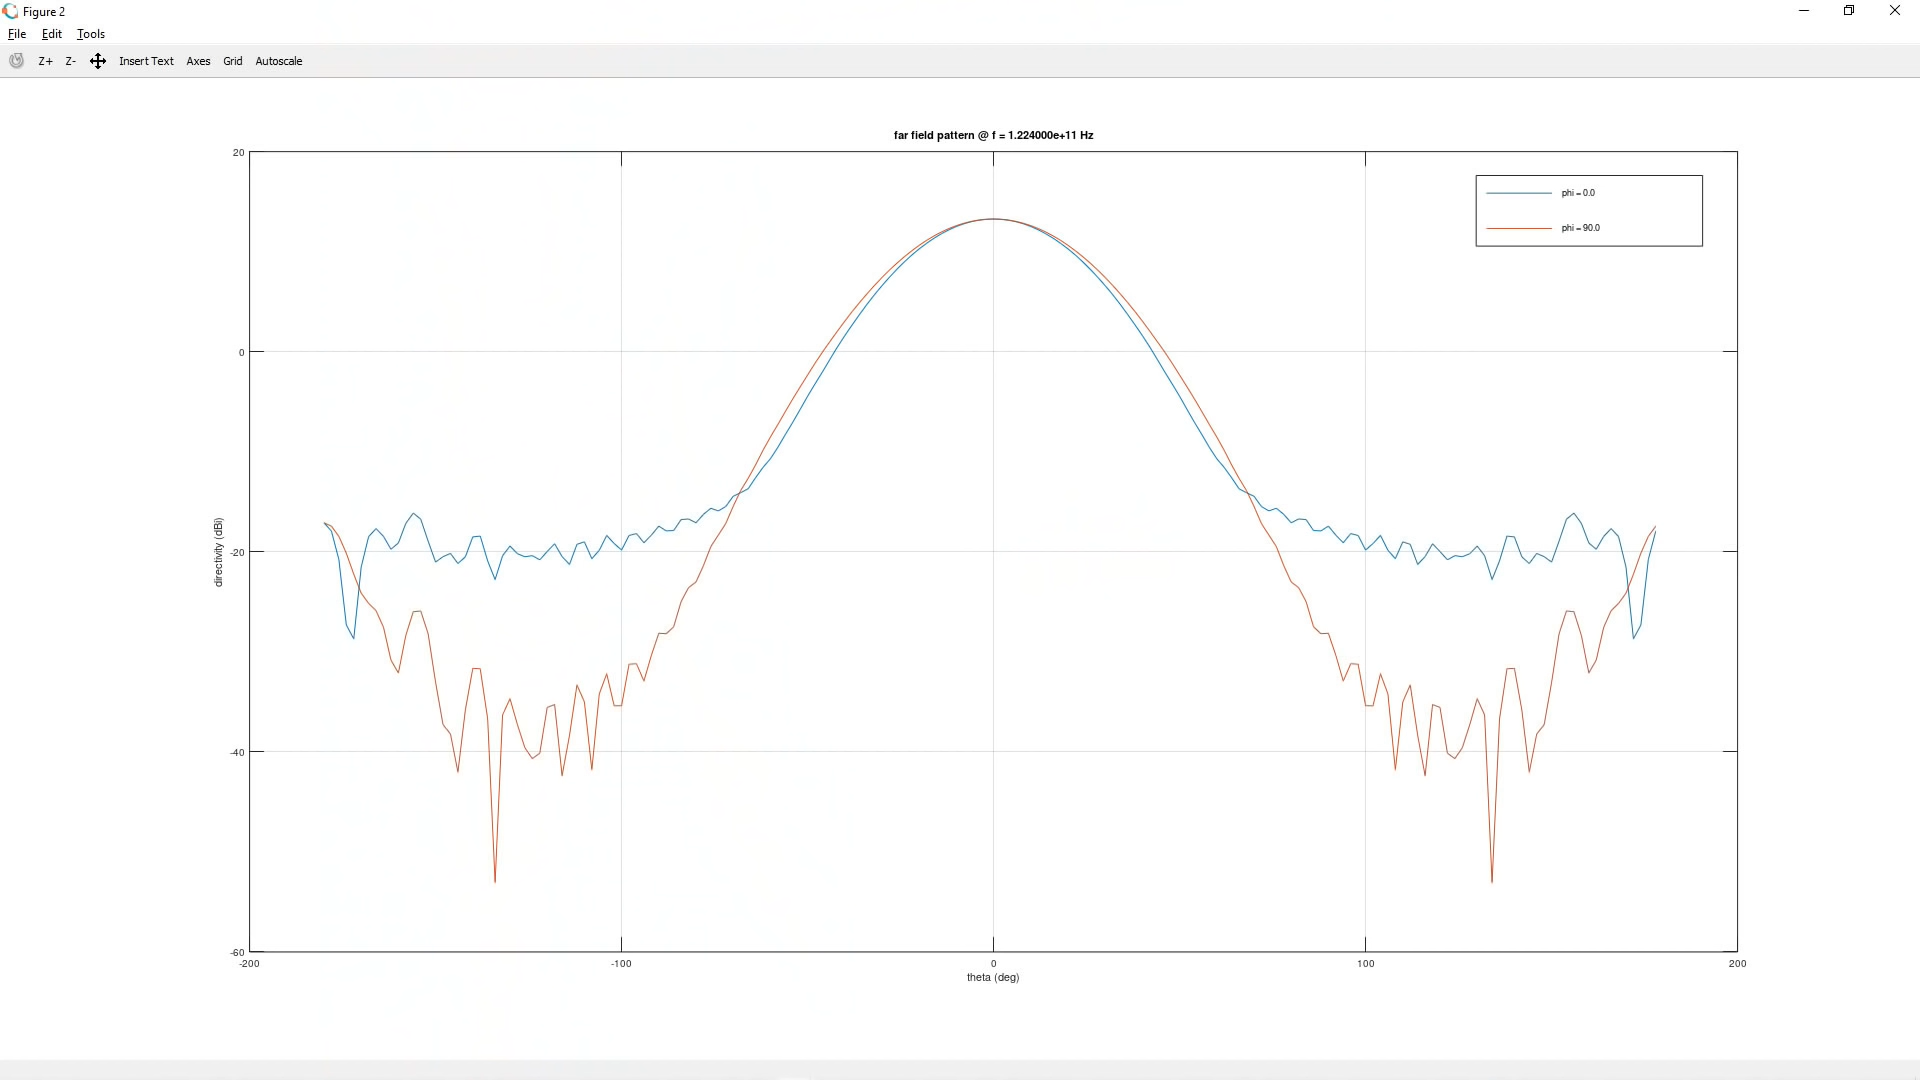 Figure 2
File Edit Tools
Z+ Z- Insert Text Axes Grid Autoscale
far field pattern @ f = 1.224000e+11 Hz
phi = 0.0
phi = 90.0
20
0
-20
-40
-60
directivity (dBi)
-200 -100 0 100 200
theta (deg)